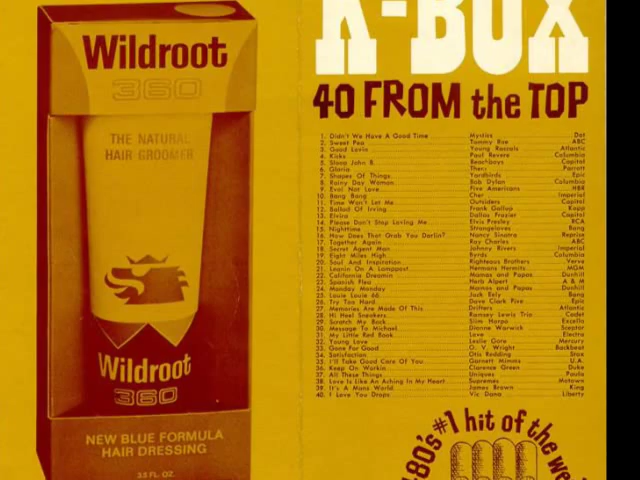 Wildroot
360
THE NATURAL
HAIR GROOMER
Wildroot
360
NEW BLUE FORMULA
HAIR DRESSING
3.5 FL. OZ.
K-BOX
40 FROM the TOP
1. Didn't We Have A Good Time Mystics Dot
2. Sweet Pea Tommy Roe ABC
3. Good Lovin Young Rascals Atlantic
4. Kicks Paul Revere Columbia
5. Sloop John B. Beachboys Capitol
6. Gloria Them Parrott
7. Shapes Of Things Yardbirds Epic
8. Rainy Day Woman Bob Dylan Columbia
9. Evol Not Love Five Americans HBR
10. Bang Bang Cher Imperial
11. Time Won't Let Me Outsiders Capitol
12. Ballad Of Irving Frank Gallop Kapp
13. Elvira Dallas Frazier Capitol
14. Please Don't Stop Loving Me Elvis Presley RCA
15. Nighttime Strangeloves Bang
16. How Does That Grab You Darlin? Nancy Sinatra Reprise
17. Together Again Ray Charles ABC
18. Secret Agent Man Johnny Rivers Imperial
19. Eight Miles High Byrds Columbia
20. Soul And Inspiration Righteous Brothers Verve
21. Leanin On A Lamppost Hermans Hermits MGM
22. California Dreamin Mamas and Papas Dunhill
23. Spanish Flea Herb Alpert A & M
24. Monday Monday Mamas and Papas Dunhill
25. Louie Louie 66 Jack Ely Bang
26. Try Too Hard Dave Clark Five Epic
27. Memories Are Made Of This Drifters Atlantic
28. Hi Heel Sneakers Ramsey Lewis Trio Cadet
29. Scratch My Back Slim Harpo Excello
30. Message To Michael Dionne Warwick Scepter
31. My Little Red Book Love Electra
32. Young Love Lesley Gore Mercury
33. Gone For Good O. V. Wright Backbeat
34. Satisfaction Otis Redding Stax
35. I'll Take Good Care Of You Garnett Mimms U.A.
36. Keep On Workin Clarence Green Duke
37. All These Things Uniques Paula
38. Love Is Like An Aching In My Heart Supremes Motown
39. It's A Mans World James Brown King
40. I Love You Drops Vic Dana Liberty
480's #1 hit of the we